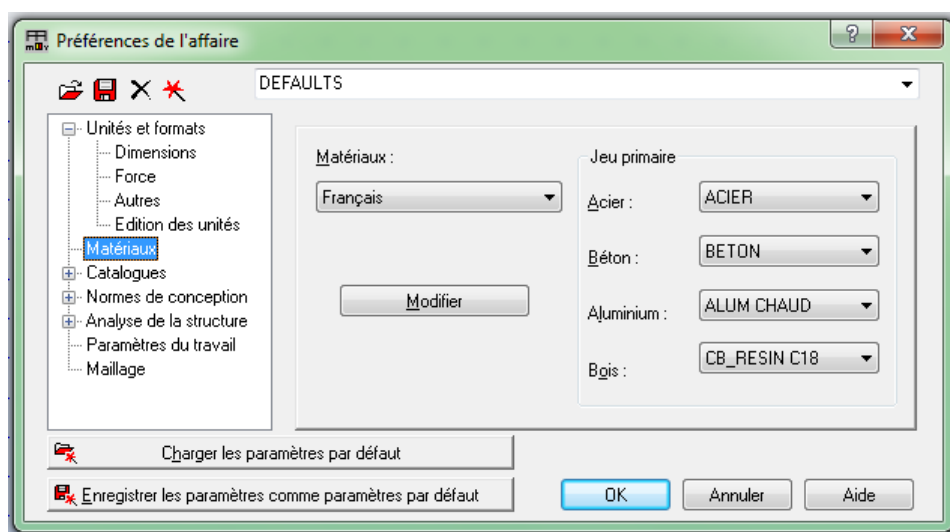 Préférences de l'affaire
DEFAULTS
Unités et formats
Dimensions
Force
Autres
Edition des unités
Matériaux
Catalogues
Normes de conception
Analyse de la structure
Paramètres du travail
Maillage
Matériaux :
Français
Modifier
Jeu primaire
Acier : ACIER
Béton : BETON
Aluminium : ALUM CHAUD
Bois : CB_RESIN C18
Charger les paramètres par défaut
Enregistrer les paramètres comme paramètres par défaut
OK Annuler Aide